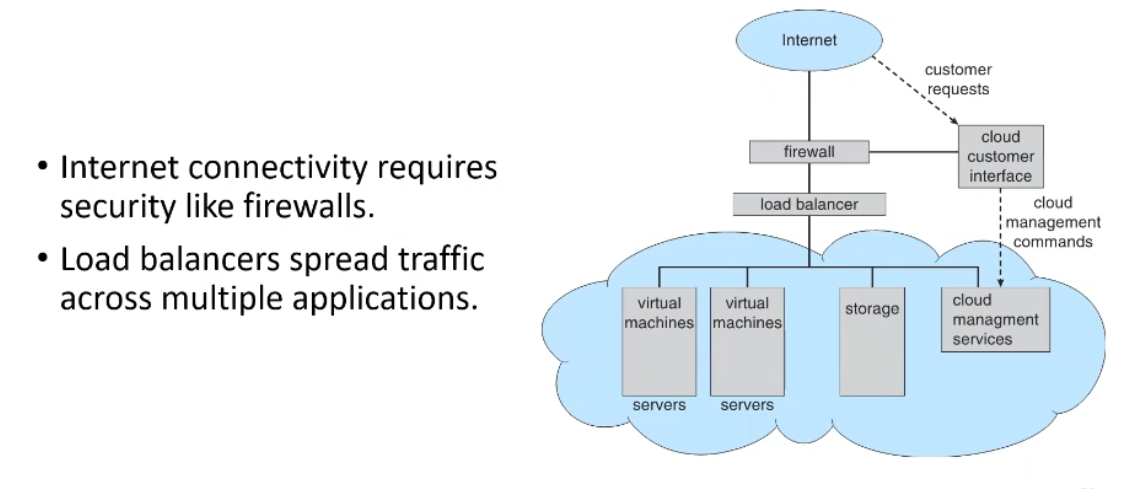 • Internet connectivity requires
security like firewalls.
• Load balancers spread traffic
across multiple applications.
Internet
customer
requests
cloud
customer
interface
firewall
load balancer
cloud
management
commands
virtual
machines
virtual
machines
storage
cloud
managment
services
servers
servers